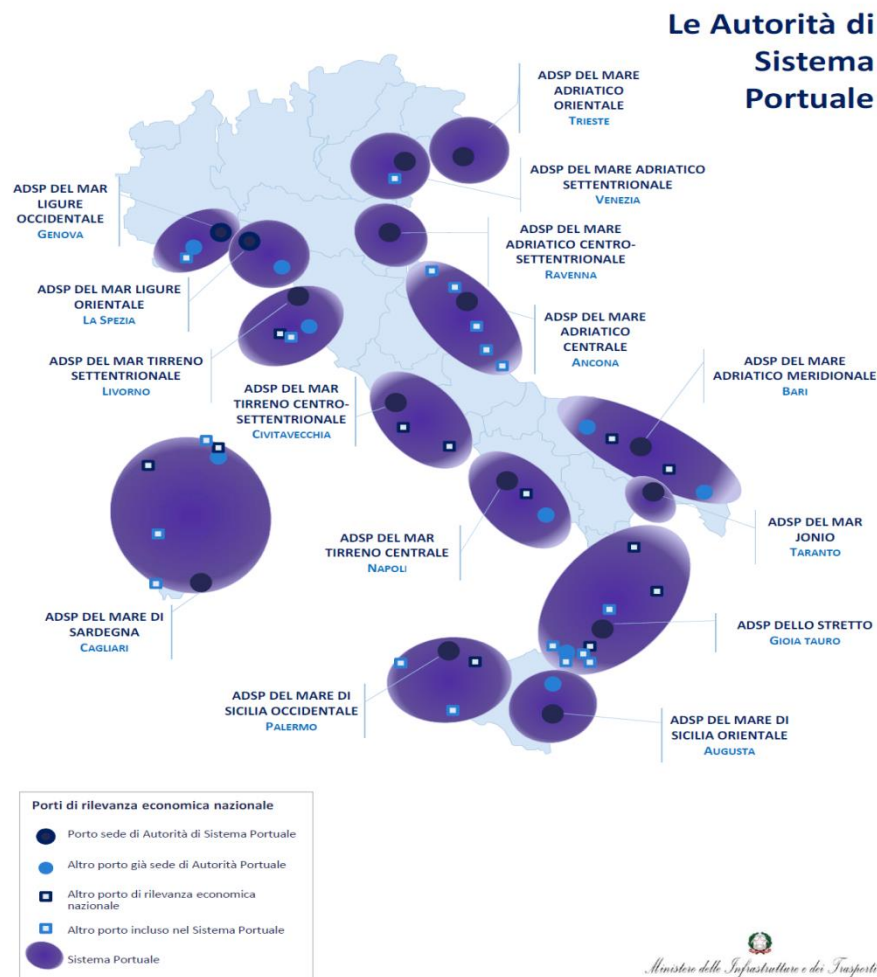 Le Autorità di
Sistema
Portuale
ADSP DEL MARE
ADRIATICO
ORIENTALE
TRIESTE
ADSP DEL MARE ADRIATICO
SETTENTRIONALE
VENEZIA
ADSP DEL MAR
LIGURE
OCCIDENTALE
GENOVA
ADSP DEL MARE
ADRIATICO CENTRO-
SETTENTRIONALE
RAVENNA
ADSP DEL MAR LIGURE
ORIENTALE
LA SPEZIA
ADSP DEL MARE
ADRIATICO
CENTRALE
ANCONA
ADSP DEL MAR TIRRENO
SETTENTRIONALE
LIVORNO
ADSP DEL MARE
ADRIATICO MERIDIONALE
BARI
ADSP DEL MAR
TIRRENO CENTRO-
SETTENTRIONALE
CIVITAVECCHIA
ADSP DEL MAR
JONIO
TARANTO
ADSP DEL MAR
TIRRENO CENTRALE
NAPOLI
ADSP DEL MARE DI
SARDEGNA
CAGLIARI
ADSP DELLO STRETTO
GIOIA TAURO
ADSP DEL MARE DI
SICILIA OCCIDENTALE
PALERMO
ADSP DEL MARE DI
SICILIA ORIENTALE
AUGUSTA
Porti di rilevanza economica nazionale
Porto sede di Autorità di Sistema Portuale
Altro porto già sede di Autorità Portuale
Altro porto di rilevanza economica
nazionale
Altro porto incluso nel Sistema Portuale
Sistema Portuale
Ministero delle Infrastrutture e dei Trasporti